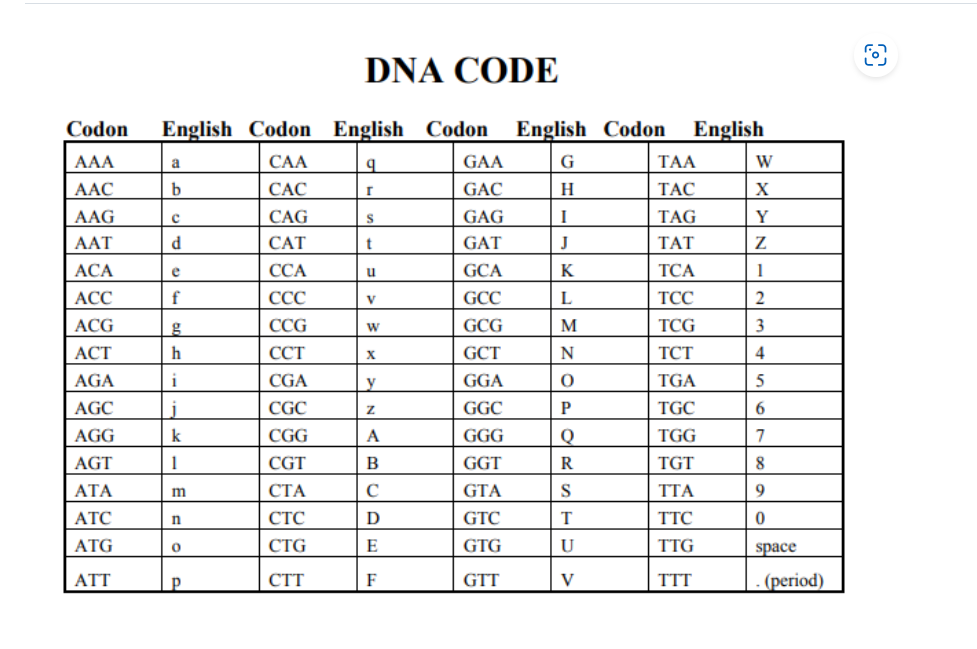 DNA CODE
Codon English Codon English Codon English Codon English
AAA a CAA q GAA G TAA W
AAC b CAC r GAC H TAC X
AAG c CAG s GAG I TAG Y
AAT d CAT t GAT J TAT Z
ACA e CCA u GCA K TCA 1
ACC f CCC v GCC L TCC 2
ACG g CCG w GCG M TCG 3
ACT h CCT x GCT N TCT 4
AGA i CGA y GGA O TGA 5
AGC j CGC z GGC P TGC 6
AGG k CGG A GGG Q TGG 7
AGT l CGT B GGT R TGT 8
ATA m CTA C GTA S TTA 9
ATC n CTC D GTC T TTC 0
ATG o CTG E GTG U TTG space
ATT p CTT F GTT V TTT . (period)